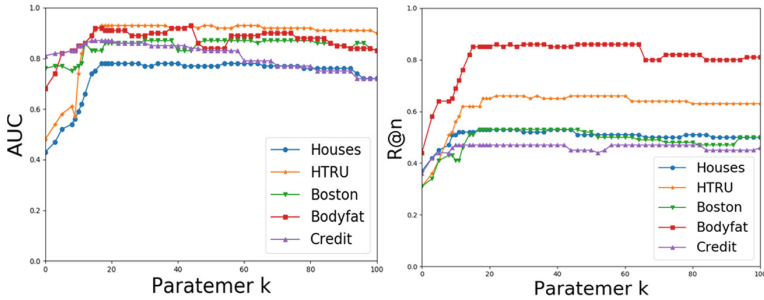 1.0
0.8
0.6
0.4
0.2
0.0
AUC
0 20 40 60 80 100
Paratemer k
Houses
HTRU
Boston
Bodyfat
Credit
1.0
0.8
0.6
0.4
0.2
0.0
R@n
0 20 40 60 80 100
Paratemer k
Houses
HTRU
Boston
Bodyfat
Credit